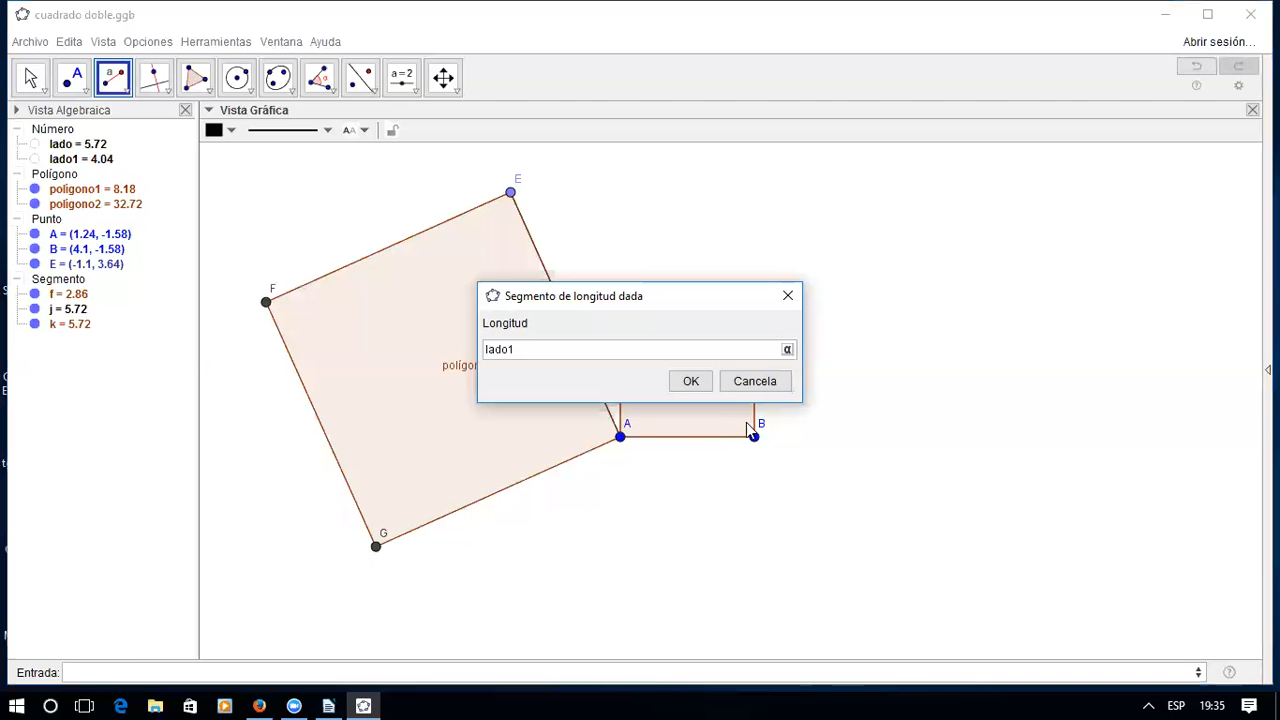 cuadrado doble.ggb
Archivo Edita Vista Opciones Herramientas Ventana Ayuda
Abrir sesión...
A a α a=2
Vista Algebraica
Vista Gráfica
AA
Número
lado = 5.72
lado1 = 4.04
Polígono
polígono1 = 8.18
polígono2 = 32.72
Punto
A = (1.24, -1.58)
B = (4.1, -1.58)
E = (-1.1, 3.64)
Segmento
f = 2.86
j = 5.72
k = 5.72
E
F
Segmento de longitud dada
Longitud
lado1
α
OK Cancela
A
B
G
Entrada:
ESP 19:35